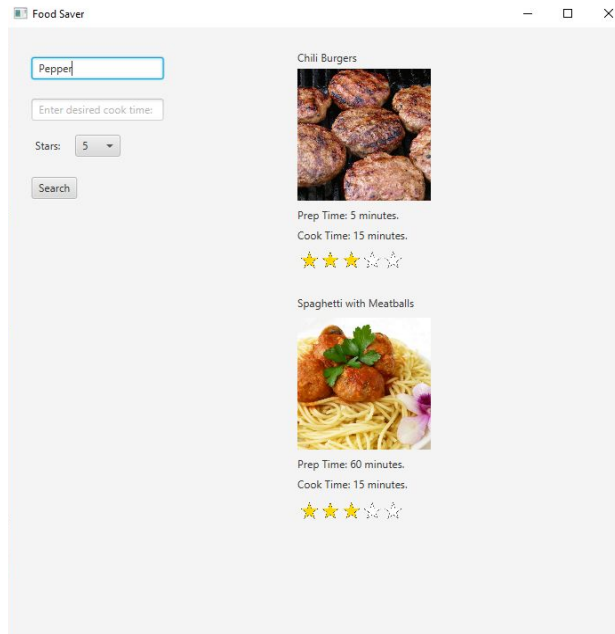 Food Saver
Pepper
Enter desired cook time:
Stars:
5
Search
Chili Burgers
Prep Time: 5 minutes.
Cook Time: 15 minutes.
Spaghetti with Meatballs
Prep Time: 60 minutes.
Cook Time: 15 minutes.